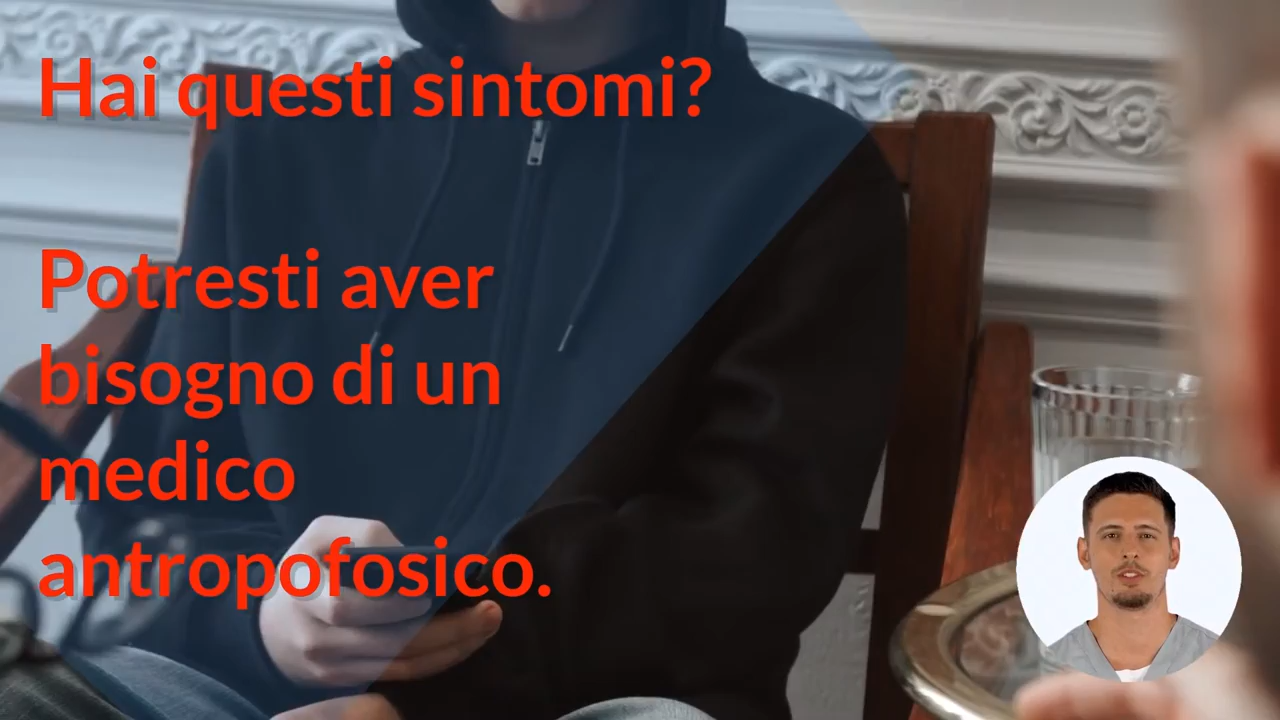 Hai questi sintomi?
Potresti aver
bisogno di un
medico
antropofosico.